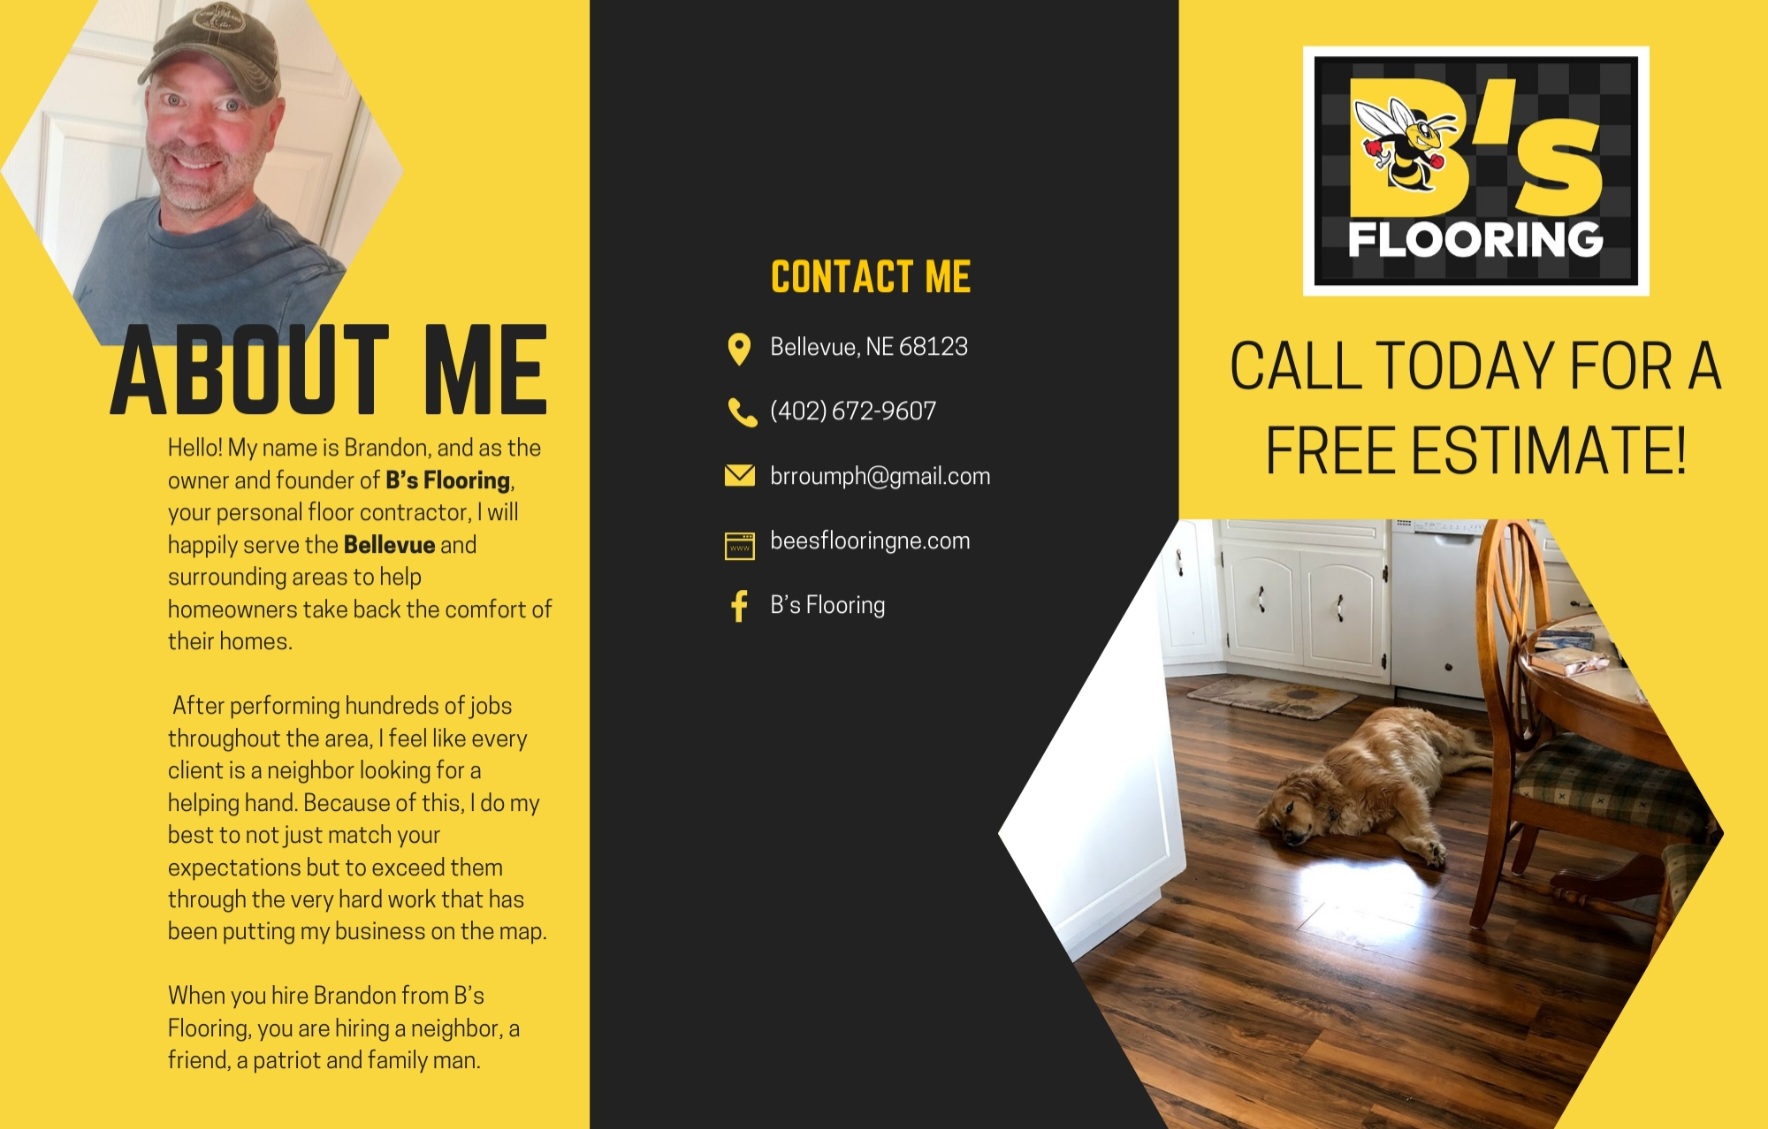 ABOUT ME
Hello! My name is Brandon, and as the
owner and founder of B's Flooring,
your personal floor contractor, I will
happily serve the Bellevue and
surrounding areas to help
homeowners take back the comfort of
their homes.
After performing hundreds of jobs
throughout the area, I feel like every
client is a neighbor looking for a
helping hand. Because of this, I do my
best to not just match your
expectations but to exceed them
through the very hard work that has
been putting my business on the map.
When you hire Brandon from B's
Flooring, you are hiring a neighbor, a
friend, a patriot and family man.
CONTACT ME
Bellevue, NE 68123
(402) 672-9607
brroumph@gmail.com
www
beesflooringne.com
B's Flooring
B's
FLOORING
CALL TODAY FOR A
FREE ESTIMATE!